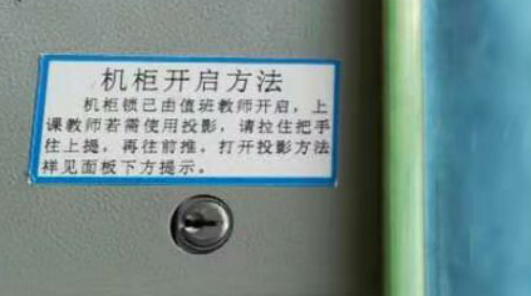 机柜开启方法
机柜锁已由值班教师开启，上
课教师若需使用投影，请拉住把手
往上提，再往前推，打开投影方法
详见面板下方提示。